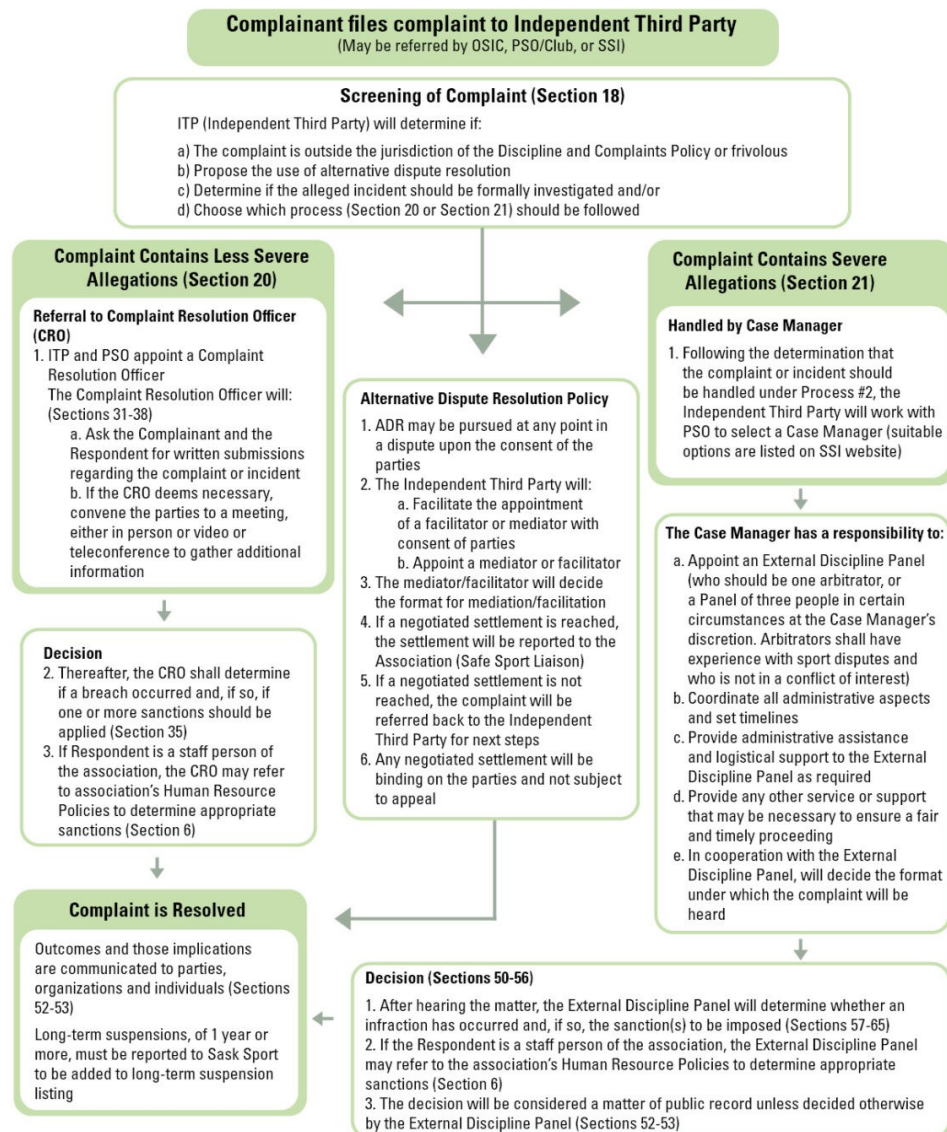 Complainant files complaint to Independent Third Party
(May be referred by OSIC, PSO/Club, or SSI)
Screening of Complaint (Section 18)
ITP (Independent Third Party) will determine if:
a) The complaint is outside the jurisdiction of the Discipline and Complaints Policy or frivolous
b) Propose the use of alternative dispute resolution
c) Determine if the alleged incident should be formally investigated and/or
d) Choose which process (Section 20 or Section 21) should be followed
Complaint Contains Less Severe
Allegations (Section 20)
Referral to Complaint Resolution Officer
(CRO)
1. ITP and PSO appoint a Complaint
Resolution Officer
The Complaint Resolution Officer will:
(Sections 31-38)
a. Ask the Complainant and the
Respondent for written submissions
regarding the complaint or incident
b. If the CRO deems necessary,
convene the parties to a meeting,
either in person or video or
teleconference to gather additional
information
Decision
2. Thereafter, the CRO shall determine
if a breach occurred and, if so, if
one or more sanctions should be
applied (Section 35)
3. If Respondent is a staff person of
the association, the CRO may refer
to association's Human Resource
Policies to determine appropriate
sanctions (Section 6)
Alternative Dispute Resolution Policy
1. ADR may be pursued at any point in
a dispute upon the consent of the
parties
2. The Independent Third Party will:
a. Facilitate the appointment
of a facilitator or mediator with
consent of parties
b. Appoint a mediator or facilitator
3. The mediator/facilitator will decide
the format for mediation/facilitation
4. If a negotiated settlement is reached,
the settlement will be reported to the
Association (Safe Sport Liaison)
5. If a negotiated settlement is not
reached, the complaint will be
referred back to the Independent
Third Party for next steps
6. Any negotiated settlement will be
binding on the parties and not subject
to appeal
Complaint Contains Severe
Allegations (Section 21)
Handled by Case Manager
1. Following the determination that
the complaint or incident should
be handled under Process #2, the
Independent Third Party will work with
PSO to select a Case Manager (suitable
options are listed on SSI website)
The Case Manager has a responsibility to:
a. Appoint an External Discipline Panel
(who should be one arbitrator, or
a Panel of three people in certain
circumstances at the Case Manager's
discretion. Arbitrators shall have
experience with sport disputes and
who is not in a conflict of interest)
b. Coordinate all administrative aspects
and set timelines
c. Provide administrative assistance
and logistical support to the External
Discipline Panel as required
d. Provide any other service or support
that may be necessary to ensure a fair
and timely proceeding
e. In cooperation with the External
Discipline Panel, will decide the format
under which the complaint will be
heard
Decision (Sections 50-56)
1. After hearing the matter, the External Discipline Panel will determine whether an
infraction has occurred and, if so, the sanction(s) to be imposed (Sections 57-65)
2. If the Respondent is a staff person of the association, the External Discipline Panel
may refer to the association's Human Resource Policies to determine appropriate
sanctions (Section 6)
3. The decision will be considered a matter of public record unless decided otherwise
by the External Discipline Panel (Sections 52-53)
Complaint is Resolved
Outcomes and those implications
are communicated to parties,
organizations and individuals (Sections
52-53)
Long-term suspensions, of 1 year or
more, must be reported to Sask Sport
to be added to long-term suspension
listing